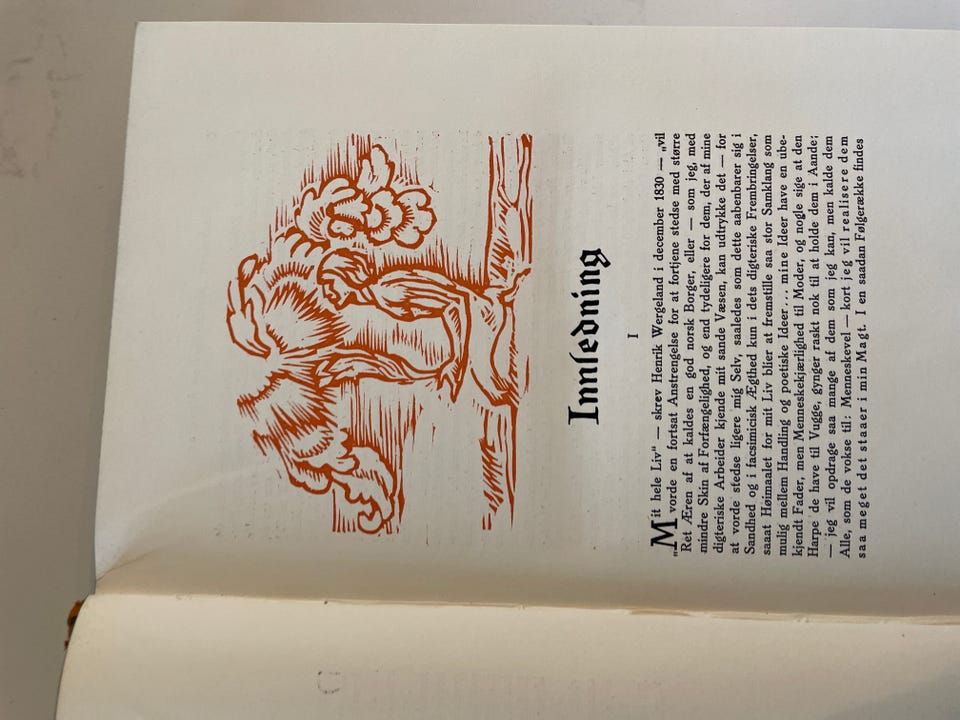 Innledning
I
„Mit hele Liv“ — skrev Henrik Wergeland i december 1830 — „vil
vorde en fortsat Anstrengelse for at fortjene stedse med større
Ret Æren af at kaldes en god norsk Borger, eller — som jeg, med
mindre Skin af Forfængelighed, og end tydeligere for dem, der af mine
digteriske Arbeider kjende mit sande Væsen, kan udtrykke det — for
at vorde stedse ligere mig Selv, saaledes som dette aabenbarer sig i
Sandhed og i facsimicisk Ægthed kun i dets digteriske Frembringelser,
saaat Høimaalet for mit Liv blier at fremstille saa stor Samklang som
mulig mellem Handling og poetiske Ideer... mine Ideer have en ube-
kjendt Fader, men Menneskekjærlighed til Moder, og nogle sige at den
Harpe de have til Vugge, gynger raskt nok til at holde dem i Aande;
— jeg vil opdrage saa mange af dem som jeg kan, men kalde dem
Alle, som de vokse til: Menneskevel — kort jeg vil realisere dem
saa meget det staaer i min Magt. I en saadan Følgerække findes